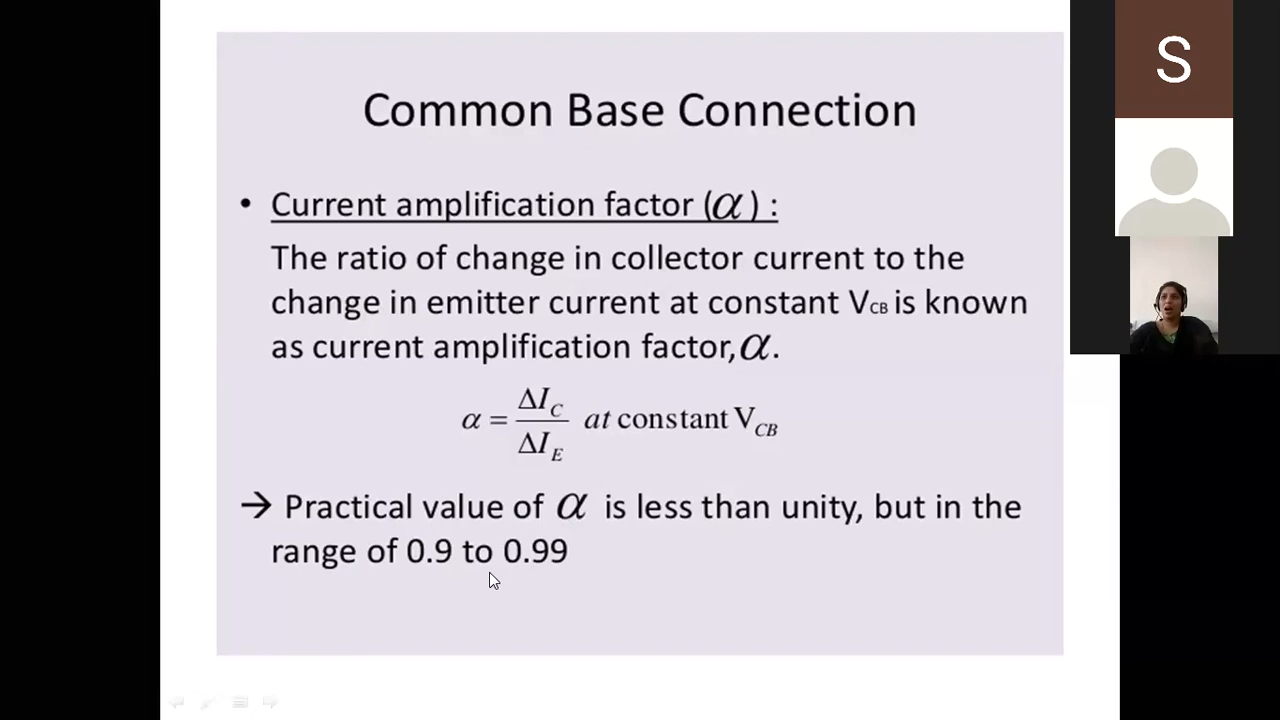 Common Base Connection
• Current amplification factor (α) :
The ratio of change in collector current to the
change in emitter current at constant VCB is known
as current amplification factor,α.
α = ΔIC / ΔIE at constant VCB
→ Practical value of α is less than unity, but in the
range of 0.9 to 0.99
S